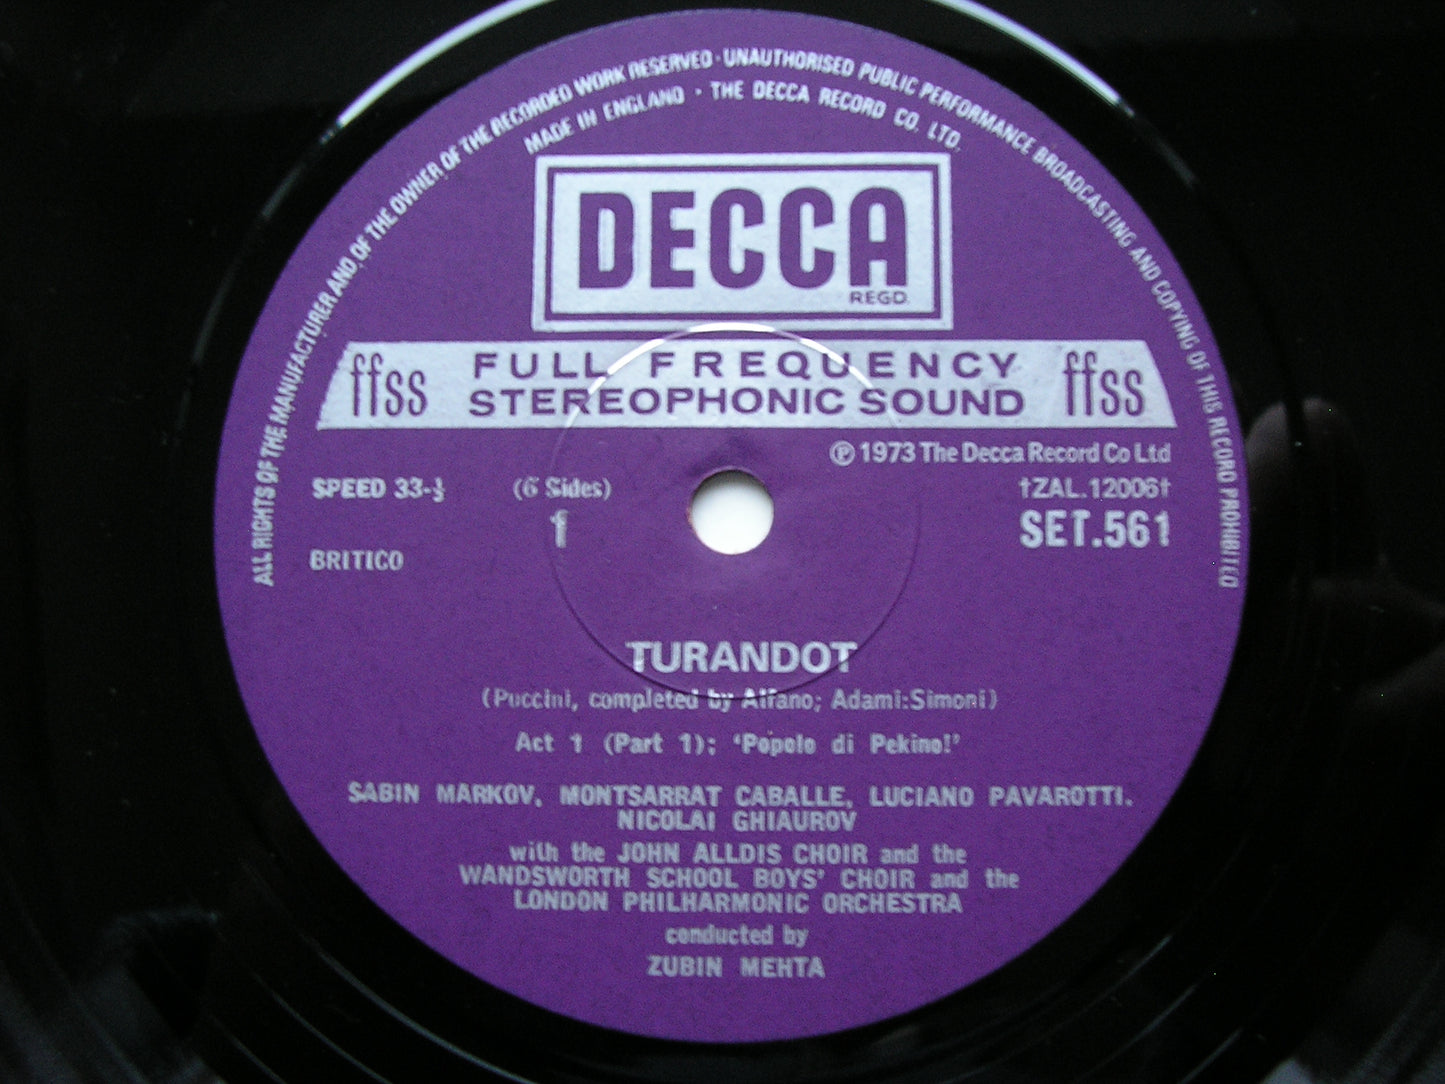 ALL RIGHTS OF THE MANUFACTURER AND OF THE OWNER OF THE RECORDED WORK RESERVED · UNAUTHORISED PUBLIC PERFORMANCE BROADCASTING AND COPYING OF THIS RECORD PROHIBITED
MADE IN ENGLAND · THE DECCA RECORD CO. LTD.
DECCA
REGD.
ffss FULL FREQUENCY ffss
STEREOPHONIC SOUND
Ⓟ 1973 The Decca Record Co Ltd
SPEED 33-⅓ (6 Sides) †ZAL.12006†
1 SET.561
BRITICO
TURANDOT
(Puccini, completed by Alfano; Adami:Simoni)
Act 1 (Part 1): 'Popolo di Pekino!'
SABIN MARKOV, MONTSARRAT CABALLE, LUCIANO PAVAROTTI,
NICOLAI GHIAUROV
with the JOHN ALLDIS CHOIR and the
WANDSWORTH SCHOOL BOYS' CHOIR and the
LONDON PHILHARMONIC ORCHESTRA
conducted by
ZUBIN MEHTA